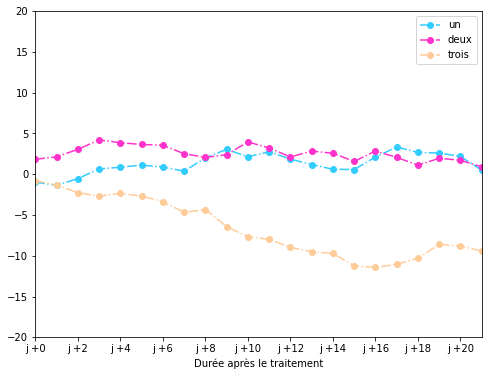 20
15
10
5
0
−5
−10
−15
−20
un
deux
trois
j +0 j +2 j +4 j +6 j +8 j +10 j +12 j +14 j +16 j +18 j +20
Durée après le traitement